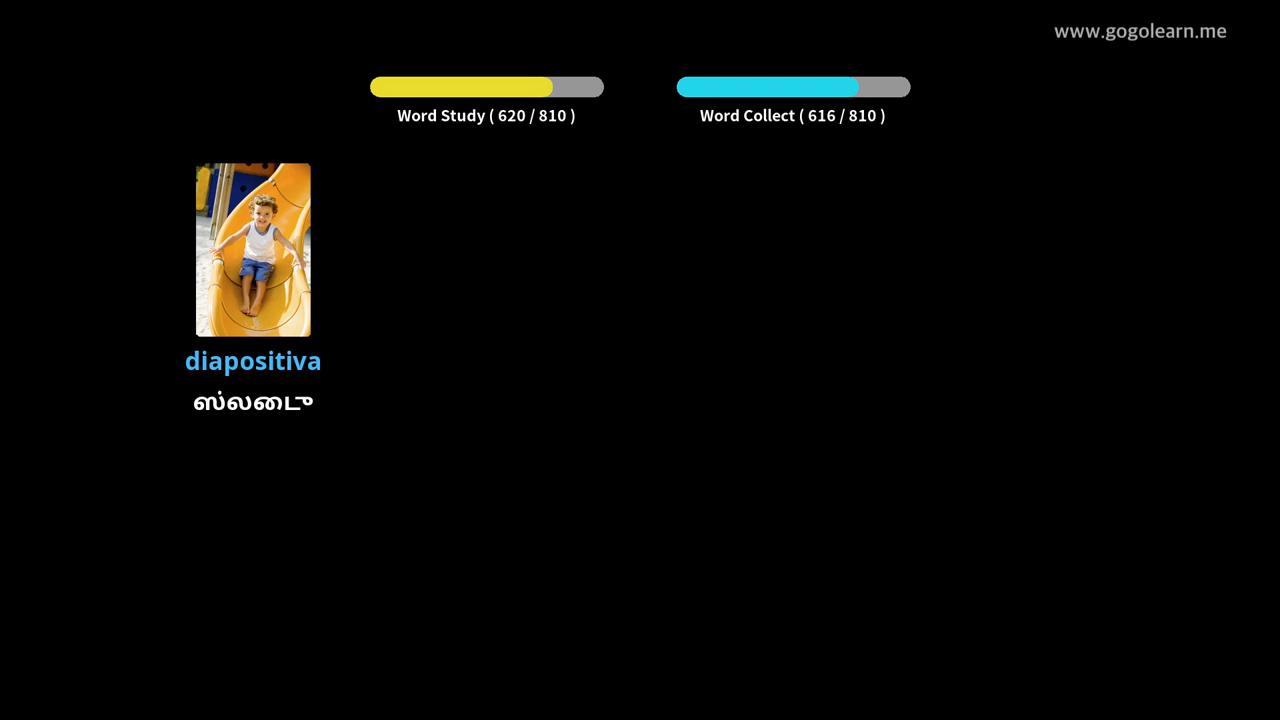 www.gogolearn.me
Word Study ( 620 / 810 )
Word Collect ( 616 / 810 )
diapositiva
ஸ்லைடு